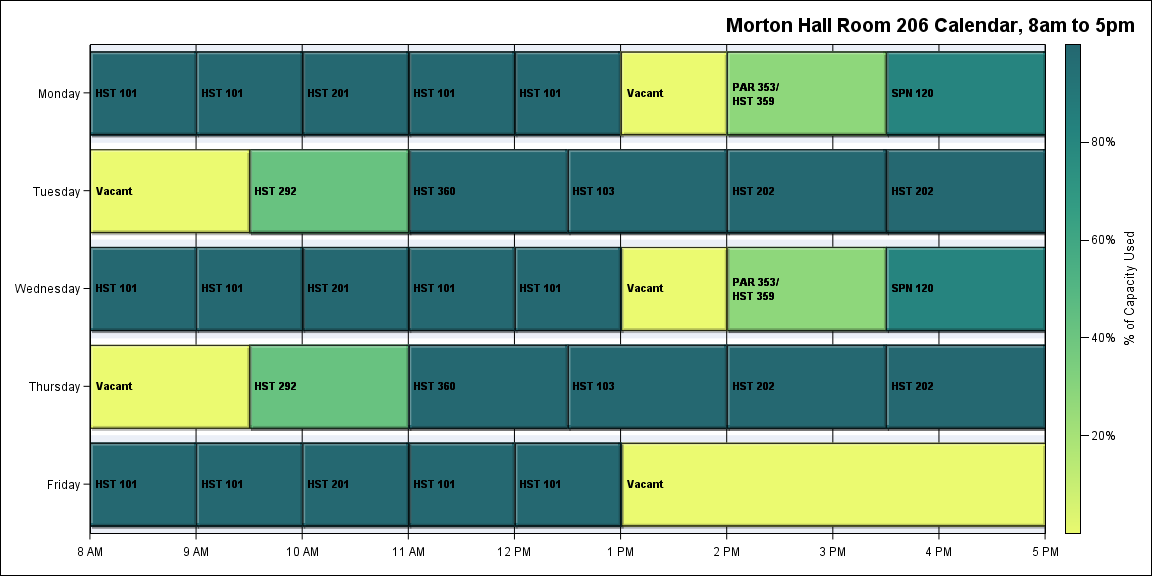 Morton Hall Room 206 Calendar, 8am to 5pm
Monday
HST 101
HST 101
HST 201
HST 101
HST 101
Vacant
PAR 353/
HST 359
SPN 120
Tuesday
Vacant
HST 292
HST 360
HST 103
HST 202
HST 202
Wednesday
HST 101
HST 101
HST 201
HST 101
HST 101
Vacant
PAR 353/
HST 359
SPN 120
Thursday
Vacant
HST 292
HST 360
HST 103
HST 202
HST 202
Friday
HST 101
HST 101
HST 201
HST 101
HST 101
Vacant
8 AM
9 AM
10 AM
11 AM
12 PM
1 PM
2 PM
3 PM
4 PM
5 PM
80%
60%
40%
20%
% of Capacity Used